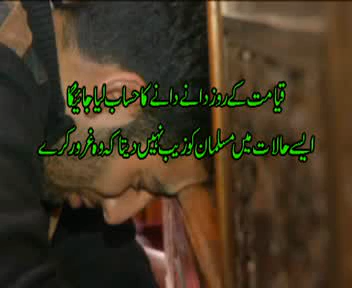 قیامت کے روز دانے دانے کا حساب لیا جائیگا
ایسے حالات میں مسلمان کو زیب نہیں دیتا کہ وہ غرور کرے